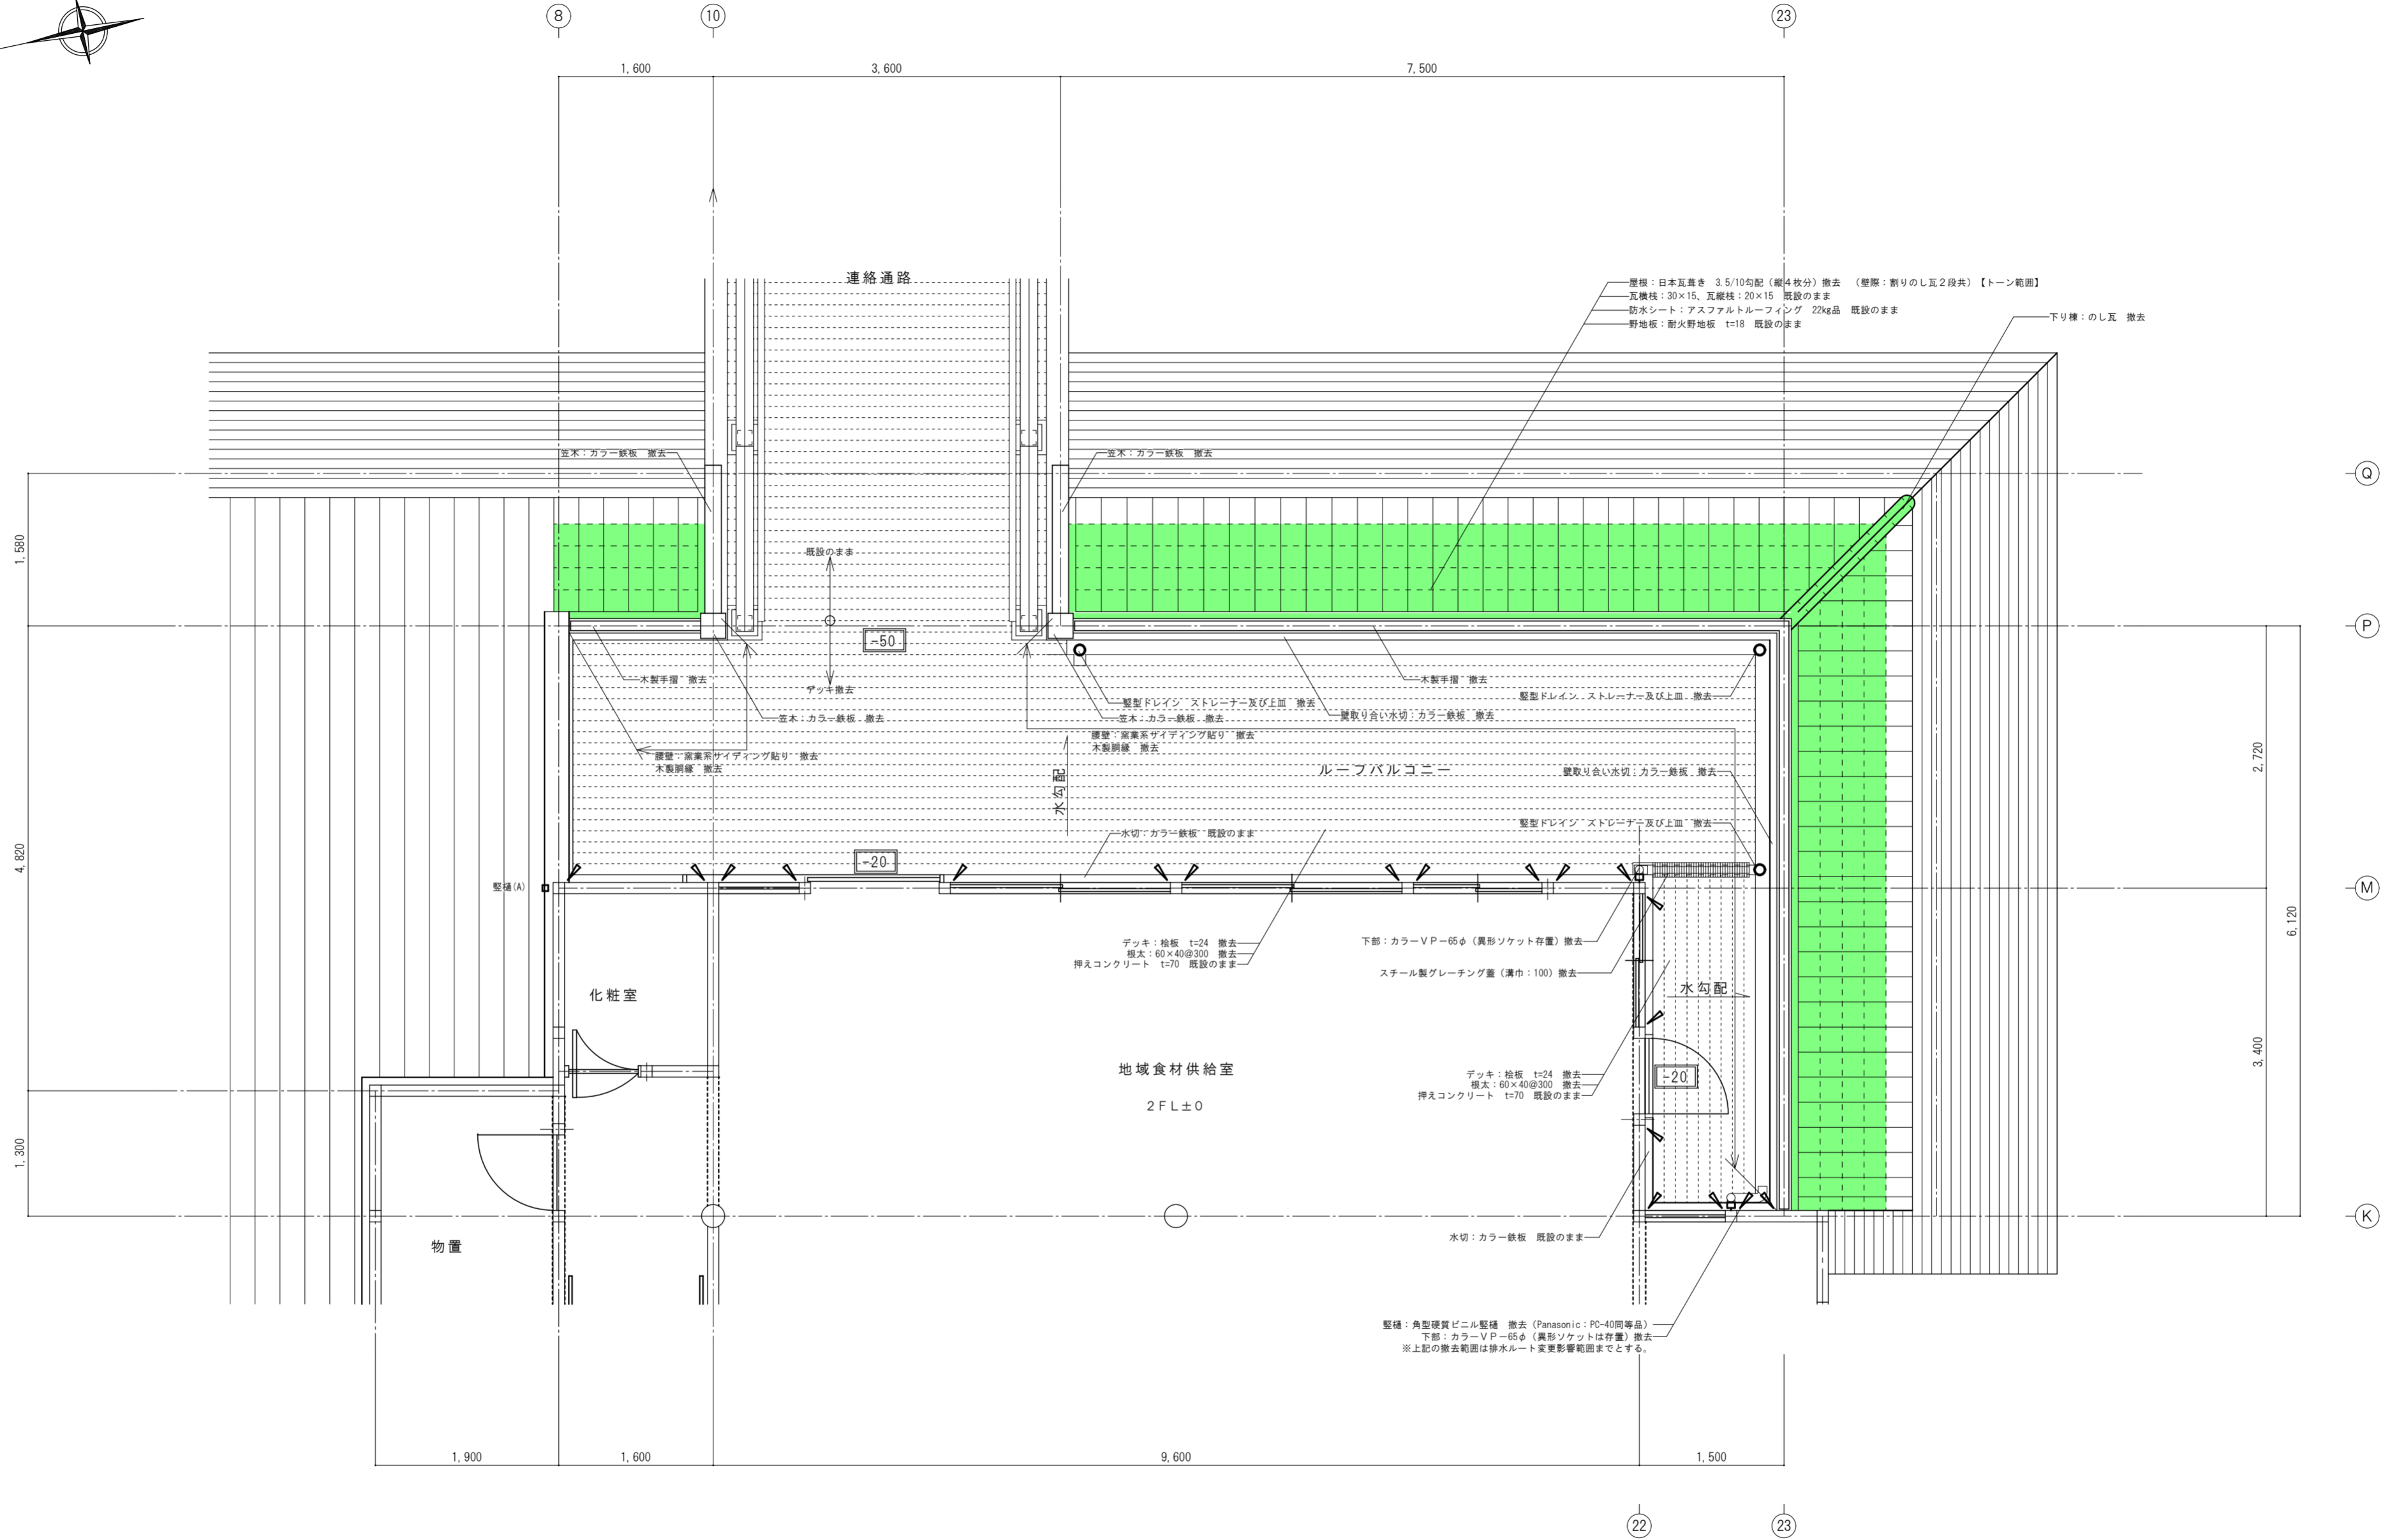 8
10
23
1,600
3,600
7,500
連絡通路
屋根：日本瓦葺き　3.5/10勾配（縦４枚分）撤去　（壁際：割りのし瓦２段共）【トーン範囲】
瓦横桟：30×15、瓦縦桟：20×15　既設のまま
防水シート：アスファルトルーフィング　22kg品　既設のまま
野地板：耐火野地板　t=18　既設のまま
下り棟：のし瓦　撤去
笠木：カラー鉄板　撤去
笠木：カラー鉄板　撤去
Q
1,580
既設のまま
P
-50
木製手摺　撤去
デッキ撤去
木製手摺　撤去
竪型ドレイン　ストレーナー及び上皿　撤去
竪型ドレイン　ストレーナー及び上皿　撤去
笠木：カラー鉄板　撤去
笠木：カラー鉄板　撤去
壁取り合い水切：カラー鉄板　撤去
腰壁：窯業系サイディング貼り　撤去
木製胴縁　撤去
腰壁：窯業系サイディング貼り　撤去
木製胴縁　撤去
ルーフバルコニー
壁取り合い水切：カラー鉄板　撤去
水勾配
2,720
竪型ドレイン　ストレーナー及び上皿　撤去
水切：カラー鉄板　既設のまま
4,820
-20
竪樋(A)
M
6,120
デッキ：桧板　t=24　撤去
根太：60×40@300　撤去
押えコンクリート　t=70　既設のまま
下部：カラーＶＰ－65φ（異形ソケット存置）撤去
スチール製グレーチング蓋（溝巾：100）撤去
水勾配
化粧室
地域食材供給室
２ＦＬ±０
デッキ：桧板　t=24　撤去
根太：60×40@300　撤去
押えコンクリート　t=70　既設のまま
-20
3,400
1,300
K
物置
水切：カラー鉄板　既設のまま
竪樋：角型硬質ビニル竪樋　撤去（Panasonic：PC-40同等品）
下部：カラーＶＰ－65φ（異形ソケットは存置）撤去
※上記の撤去範囲は排水ルート変更影響範囲までとする。
1,900
1,600
9,600
1,500
22
23